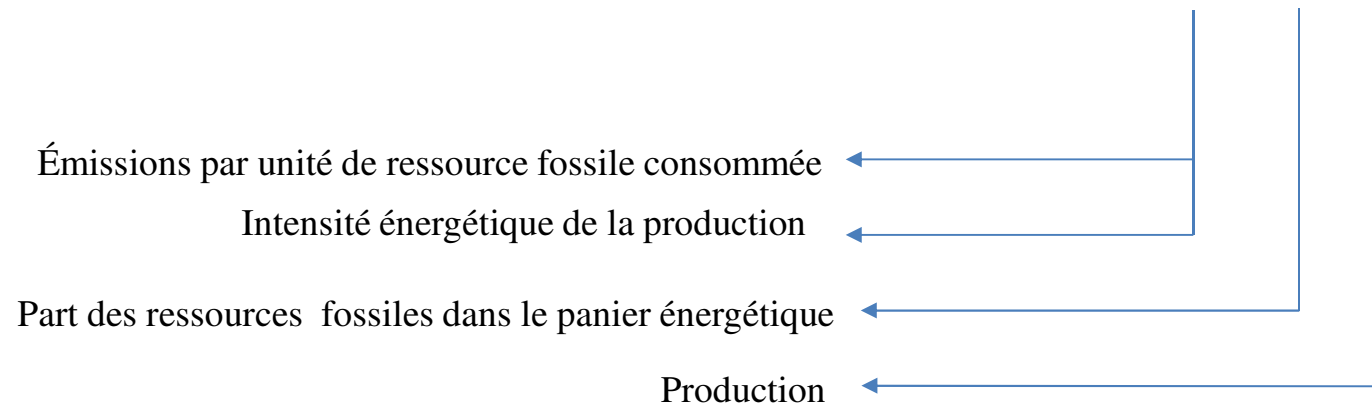 Émissions par unité de ressource fossile consommée
Intensité énergétique de la production
Part des ressources fossiles dans le panier énergétique
Production